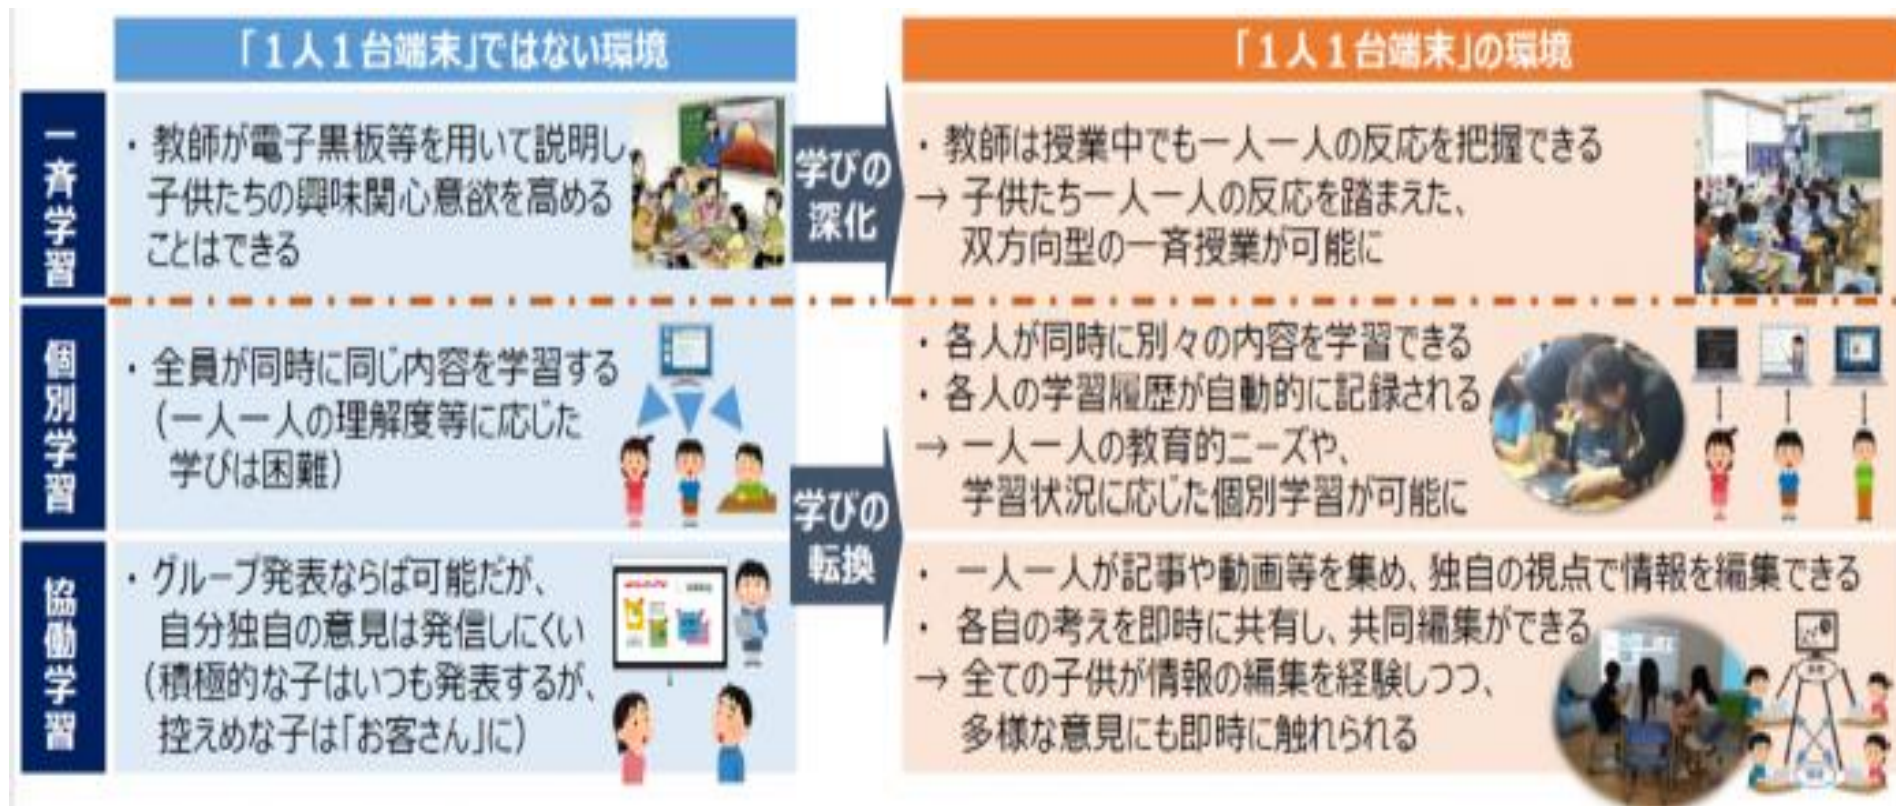 「１人１台端末」ではない環境
「１人１台端末」の環境
一斉学習
・教師が電子黒板等を用いて説明し、
子供たちの興味関心意欲を高める
ことはできる
学びの
深化
・教師は授業中でも一人一人の反応を把握できる
→ 子供たち一人一人の反応を踏まえた、
双方向型の一斉授業が可能に
個別学習
・全員が同時に同じ内容を学習する
（一人一人の理解度等に応じた
学びは困難）
学びの
転換
・各人が同時に別々の内容を学習できる
・各人の学習履歴が自動的に記録される
→ 一人一人の教育的ニーズや、
学習状況に応じた個別学習が可能に
協働学習
・グループ発表ならば可能だが、
自分独自の意見は発信しにくい
（積極的な子はいつも発表するが、
控えめな子は「お客さん」に）
・一人一人が記事や動画等を集め、独自の視点で情報を編集できる
・各自の考えを即時に共有し、共同編集ができる
→ 全ての子供が情報の編集を経験しつつ、
多様な意見にも即時に触れられる